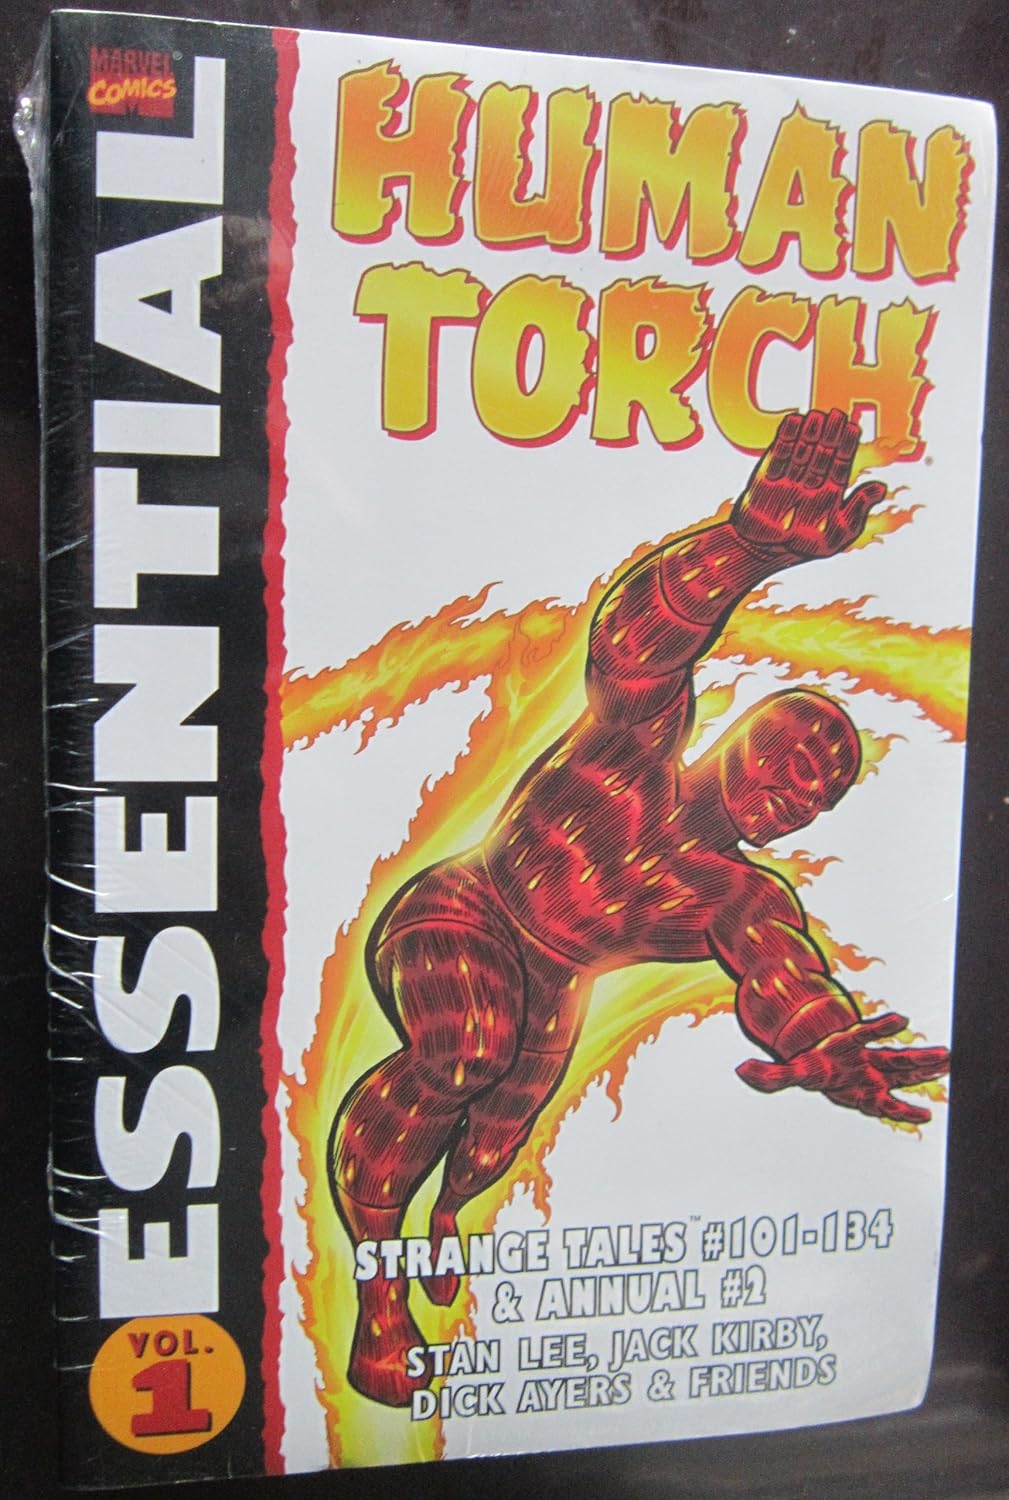 MARVEL®
COMICS
ESSENTIAL
VOL.
1
HUMAN
TORCH
STRANGE TALES™ #101-134
& ANNUAL #2
STAN LEE, JACK KIRBY,
DICK AYERS & FRIENDS